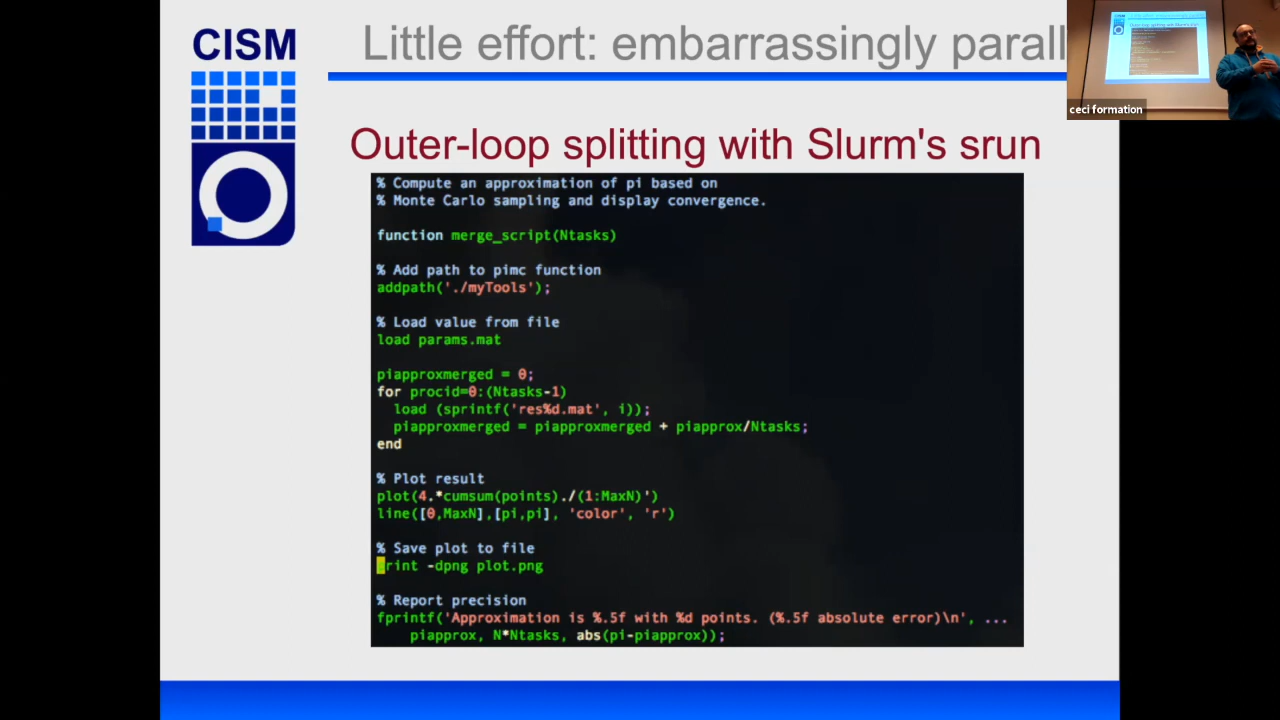 CISM
Little effort: embarrassingly parall
ceci formation
Outer-loop splitting with Slurm's srun
% Compute an approximation of pi based on
% Monte Carlo sampling and display convergence.
function merge_script(Ntasks)
% Add path to pimc function
addpath('./myTools');
% Load value from file
load params.mat
piapproxmerged = 0;
for procid=0:(Ntasks-1)
load (sprintf('res%d.mat', i));
piapproxmerged = piapproxmerged + piapprox/Ntasks;
end
% Plot result
plot(4.*cumsum(points)./(1:MaxN)')
line([0,MaxN],[pi,pi], 'color', 'r')
% Save plot to file
print -dpng plot.png
% Report precision
fprintf('Approximation is %.5f with %d points. (%.5f absolute error)\n', ...
piapprox, N*Ntasks, abs(pi-piapprox));